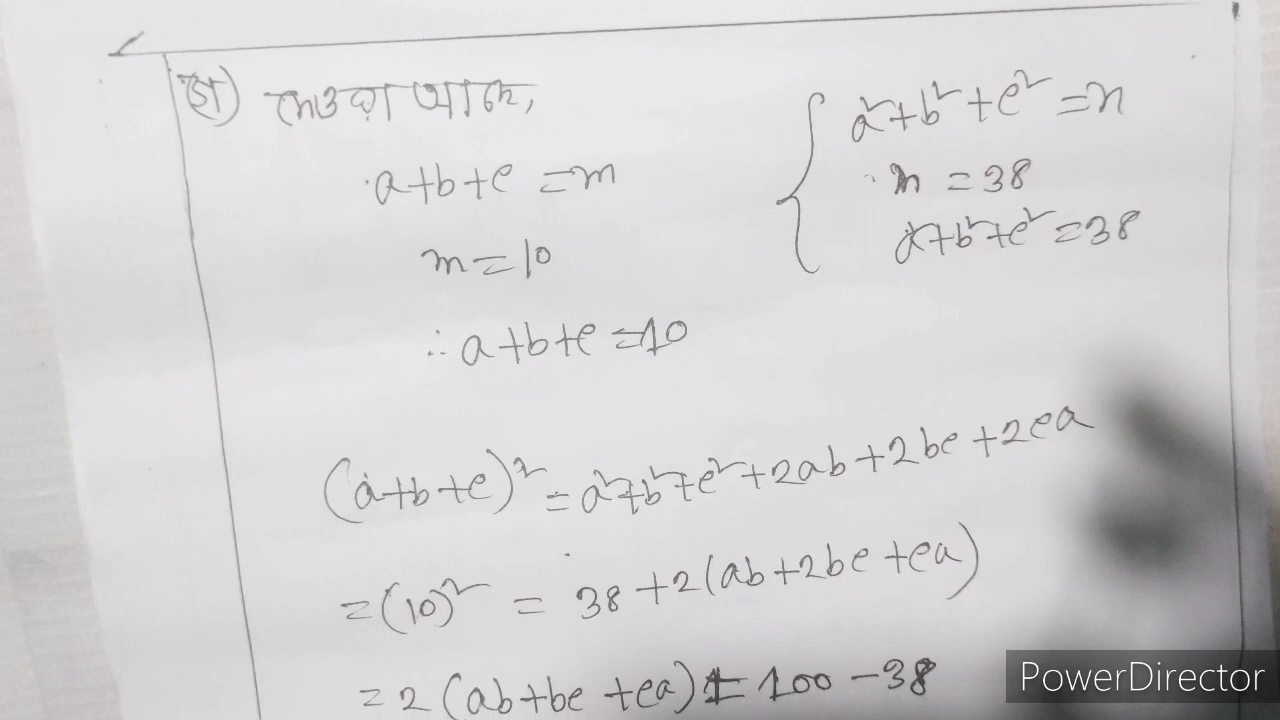 গ) দেওয়া আছে,
a+b+c = m
m = 10
∴ a+b+c = 10
a²+b²+c² = n
n = 38
a²+b²+c² = 38
(a+b+c)² = a²+b²+c²+2ab+2bc+2ca
= (10)² = 38+2(ab+2bc+ca)
= 2(ab+bc+ca) = 100-38
PowerDirector